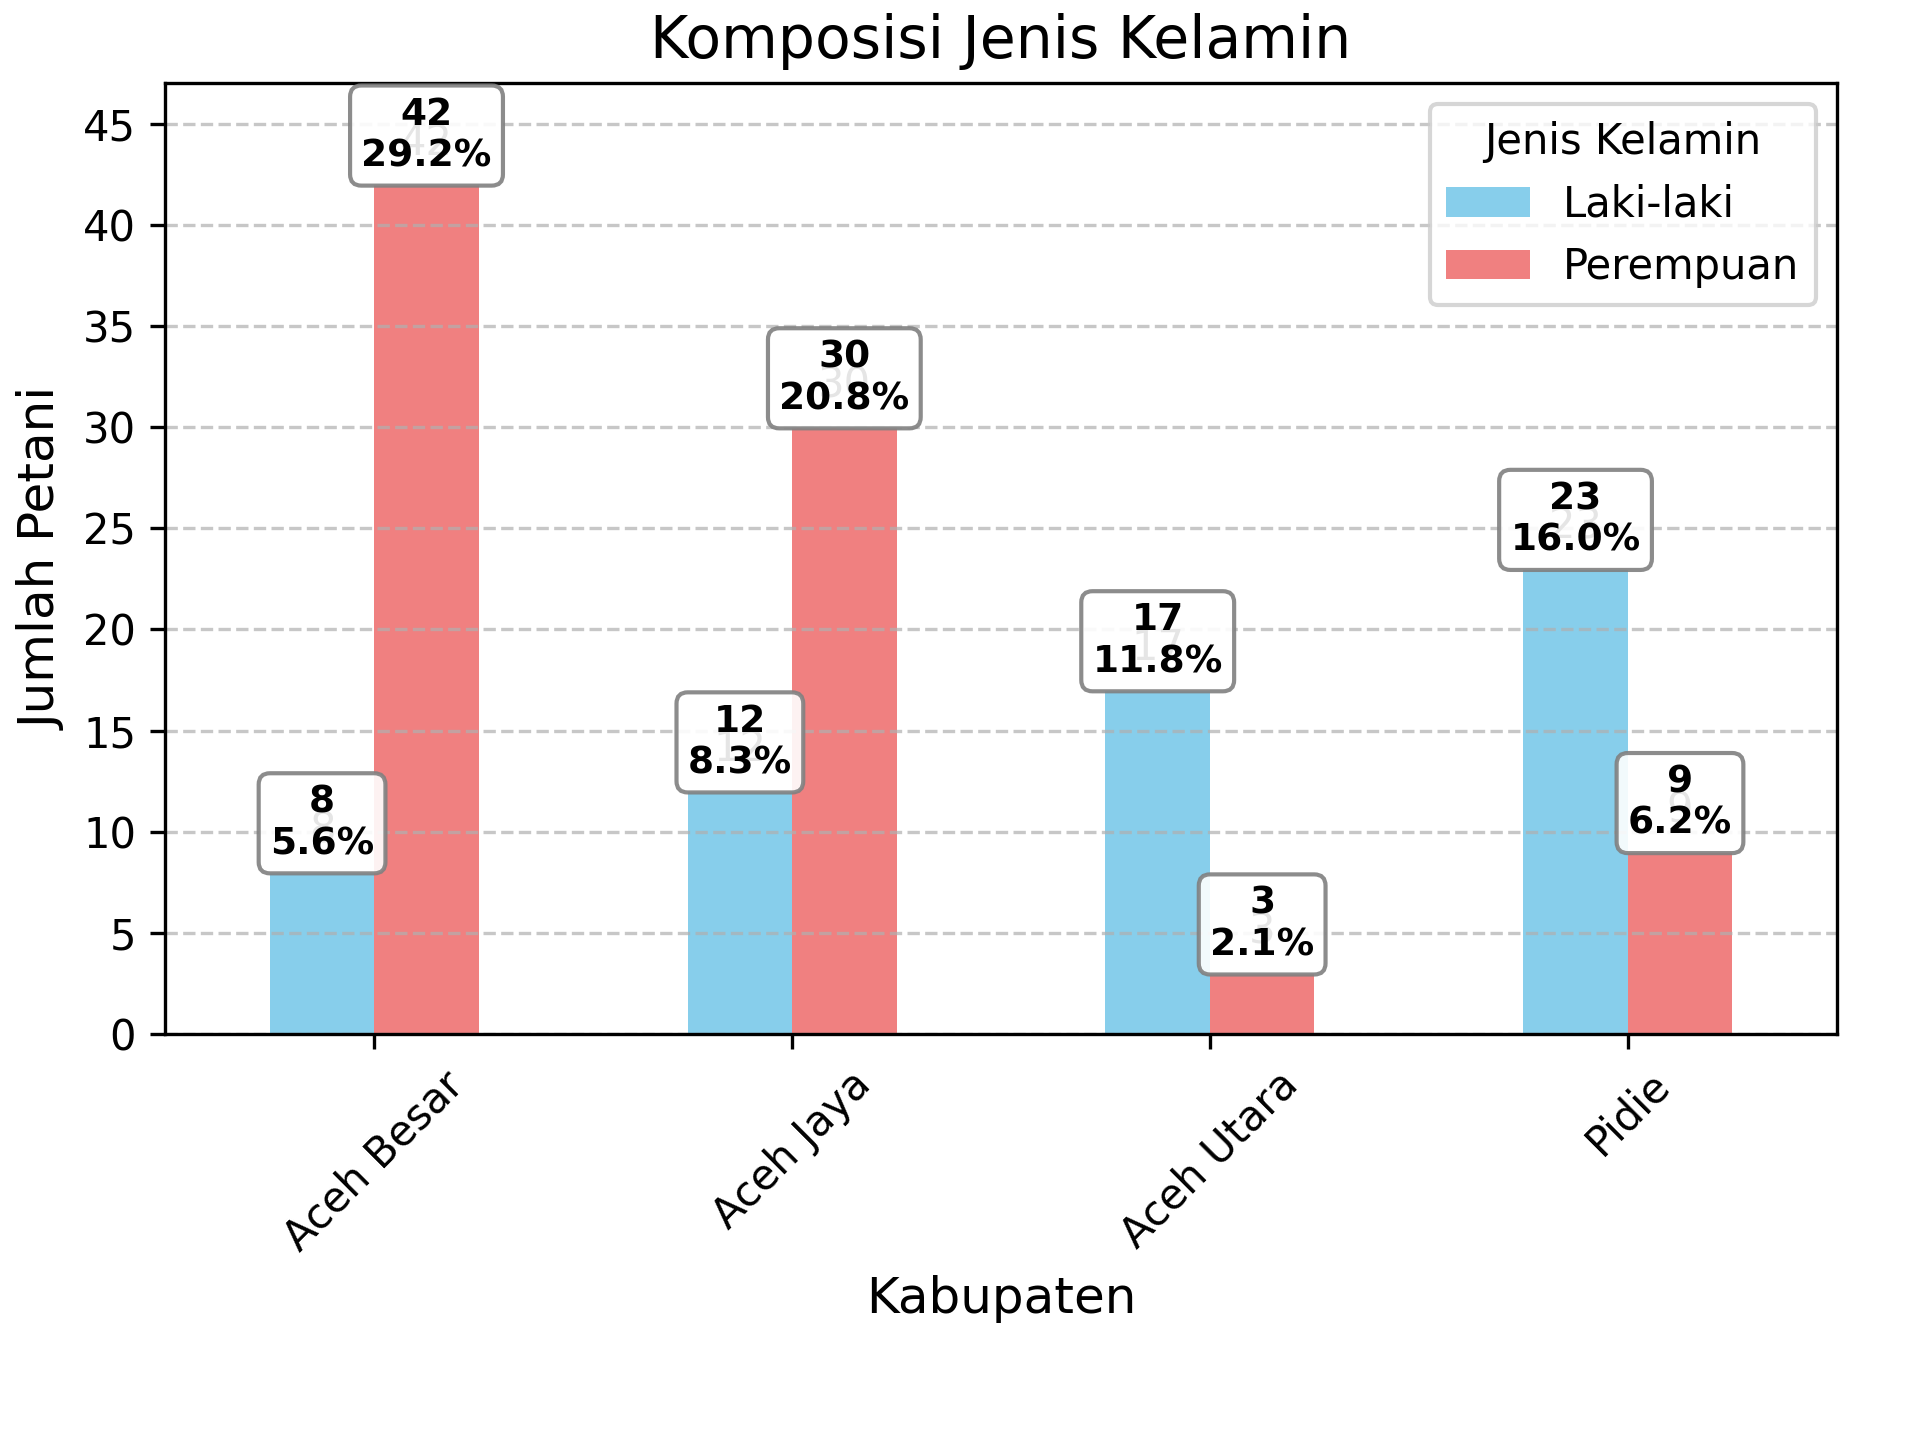 Komposisi Jenis Kelamin
Jumlah Petani
45
40
35
30
25
20
15
10
5
0
Jenis Kelamin
Laki-laki
Perempuan
8
5.6%
42
29.2%
12
8.3%
30
20.8%
17
11.8%
3
2.1%
23
16.0%
9
6.2%
Aceh Besar
Aceh Jaya
Aceh Utara
Pidie
Kabupaten